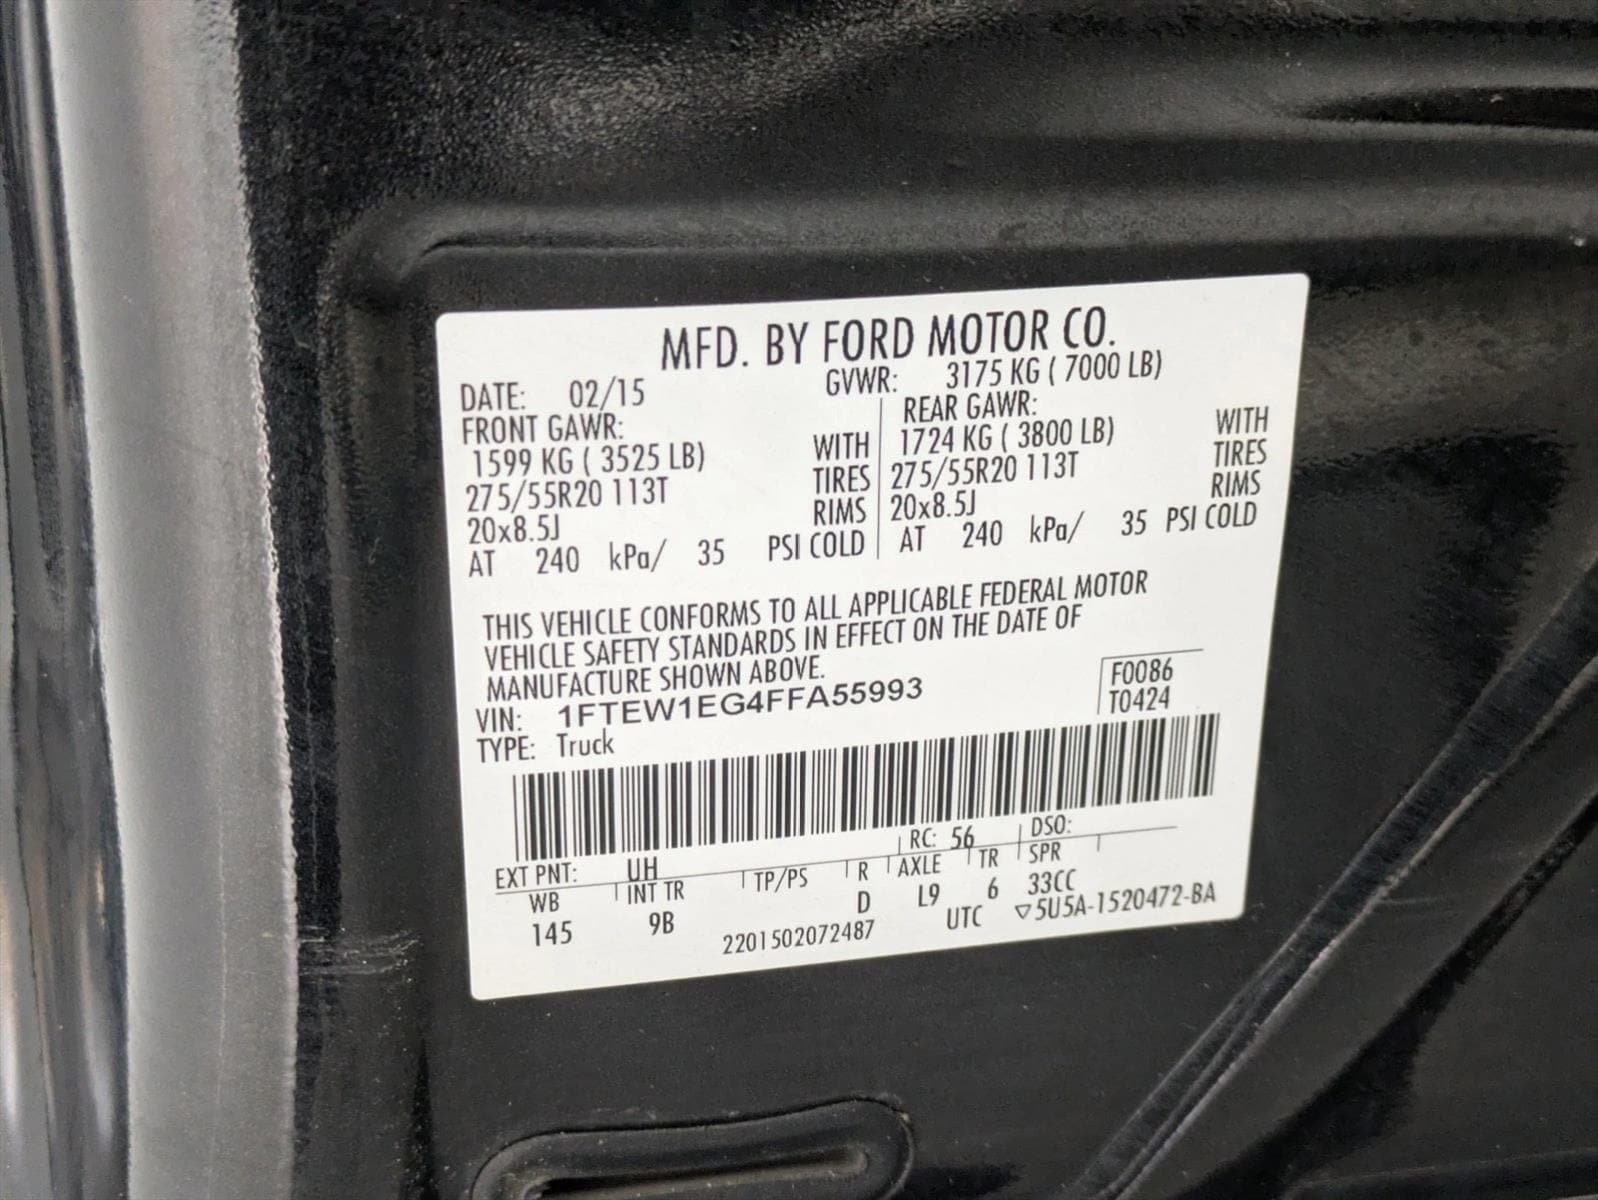 MFD. BY FORD MOTOR CO.
DATE: 02/15 GVWR: 3175 KG ( 7000 LB)
FRONT GAWR: REAR GAWR:
1599 KG ( 3525 LB) WITH 1724 KG ( 3800 LB) WITH
275/55R20 113T TIRES 275/55R20 113T TIRES
20x8.5J RIMS 20x8.5J RIMS
AT 240 kPa/ 35 PSI COLD AT 240 kPa/ 35 PSI COLD
THIS VEHICLE CONFORMS TO ALL APPLICABLE FEDERAL MOTOR
VEHICLE SAFETY STANDARDS IN EFFECT ON THE DATE OF
MANUFACTURE SHOWN ABOVE.
VIN: 1FTEW1EG4FFA55993
TYPE: Truck
F0086
T0424
EXT PNT: UH RC: 56 DSO:
WB INT TR TP/PS R AXLE TR SPR
145 9B D L9 6 33CC
2201502072487 UTC ▽5U5A-1520472-BA